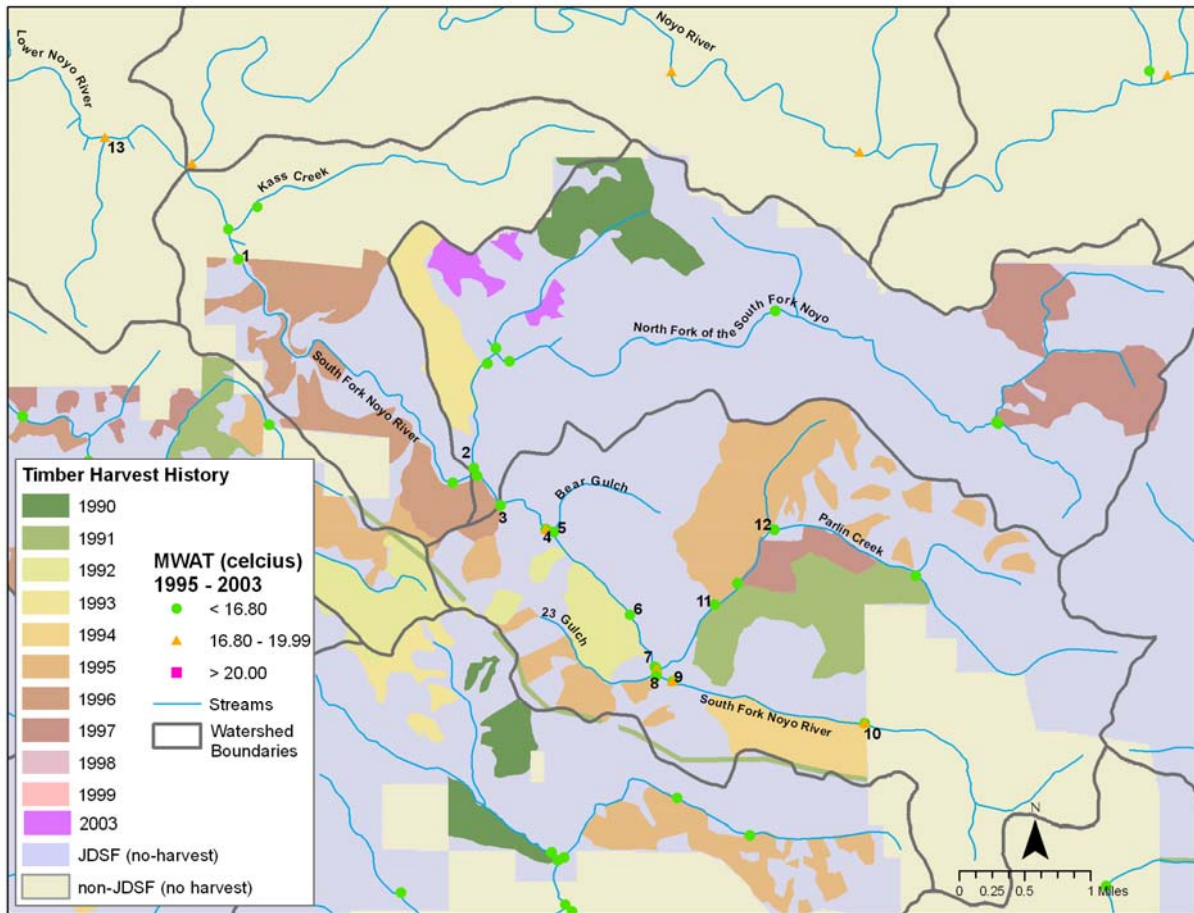 Lower Noyo River
Noyo River
13
Kass Creek
1
North Fork of the South Fork Noyo
South Fork Noyo River
2
Bear Gulch
3
5
4
12
Parlin Creek
11
6
23 Gulch
7
8
9
South Fork Noyo River
10
Timber Harvest History
1990
1991
1992
1993
1994
1995
1996
1997
1998
1999
2003
JDSF (no-harvest)
non-JDSF (no harvest)
MWAT (celcius)
1995 - 2003
< 16.80
16.80 - 19.99
> 20.00
Streams
Watershed
Boundaries
N
0 0.25 0.5 1 Miles